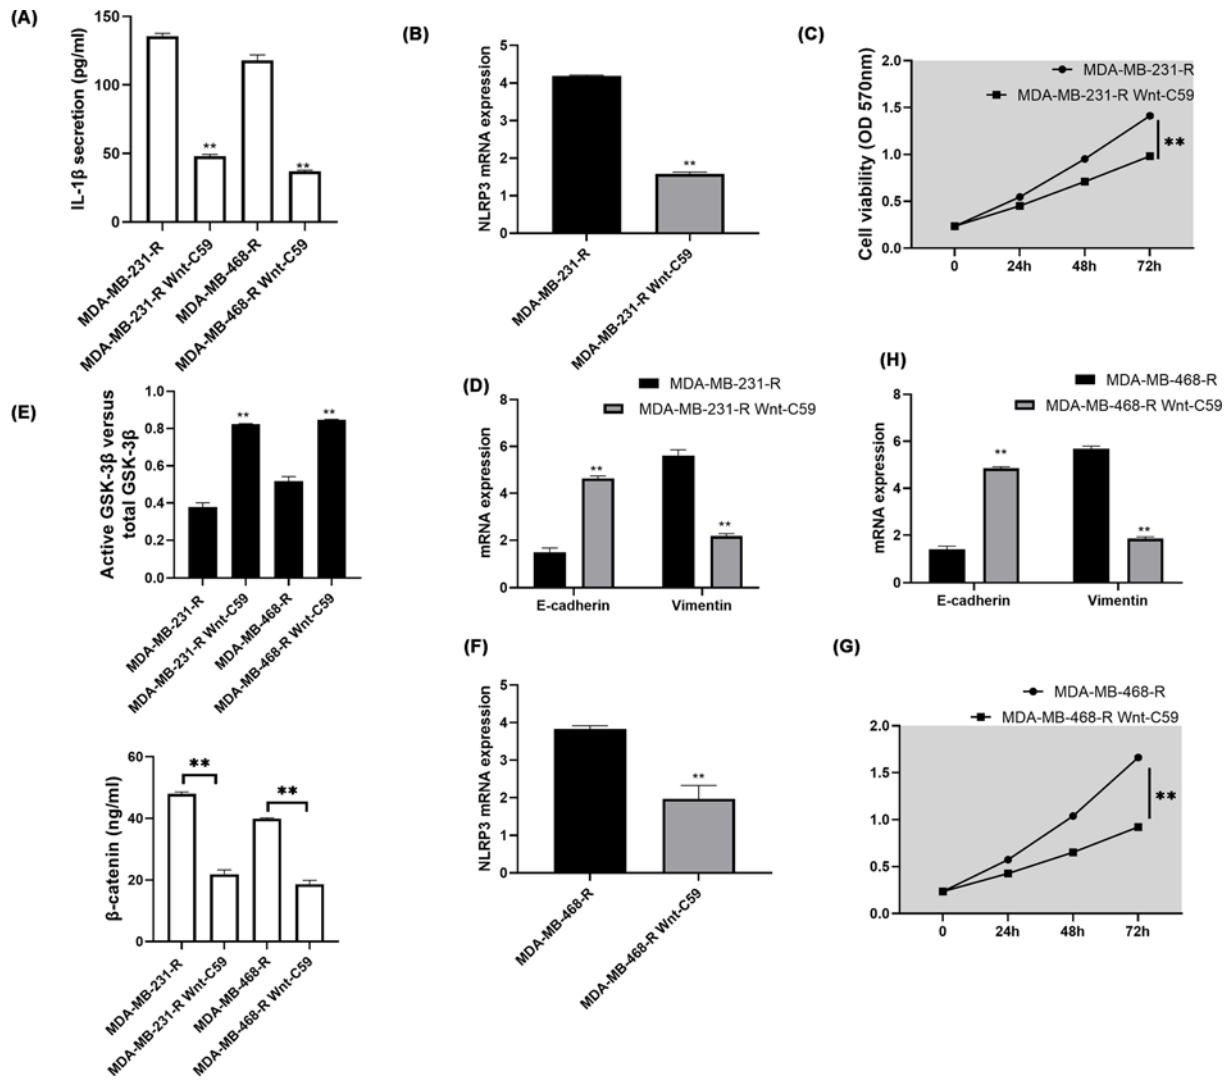 (A)
IL-1β secretion (pg/ml)
150
100
50
0
**
**
MDA-MB-231-R
MDA-MB-231-R Wnt-C59
MDA-MB-468-R
MDA-MB-468-R Wnt-C59
(B)
NLRP3 mRNA expression
5
4
3
2
1
0
**
MDA-MB-231-R
MDA-MB-231-R Wnt-C59
(C)
Cell viability (OD 570nm)
2.0
1.5
1.0
0.5
0.0
MDA-MB-231-R
MDA-MB-231-R Wnt-C59
**
0 24h 48h 72h
(E)
Active GSK-3β versus
total GSK-3β
1.0
0.8
0.6
0.4
0.2
0.0
**
**
MDA-MB-231-R
MDA-MB-231-R Wnt-C59
MDA-MB-468-R
MDA-MB-468-R Wnt-C59
β-catenin (ng/ml)
60
40
20
0
**
**
MDA-MB-231-R
MDA-MB-231-R Wnt-C59
MDA-MB-468-R
MDA-MB-468-R Wnt-C59
(D)
MDA-MB-231-R
MDA-MB-231-R Wnt-C59
mRNA expression
8
6
4
2
0
**
**
E-cadherin Vimentin
(H)
MDA-MB-468-R
MDA-MB-468-R Wnt-C59
mRNA expression
8
6
4
2
0
**
**
E-cadherin Vimentin
(F)
NLRP3 mRNA expression
5
4
3
2
1
0
**
MDA-MB-468-R
MDA-MB-468-R Wnt-C59
(G)
MDA-MB-468-R
MDA-MB-468-R Wnt-C59
2.0
1.5
1.0
0.5
0.0
**
0 24h 48h 72h